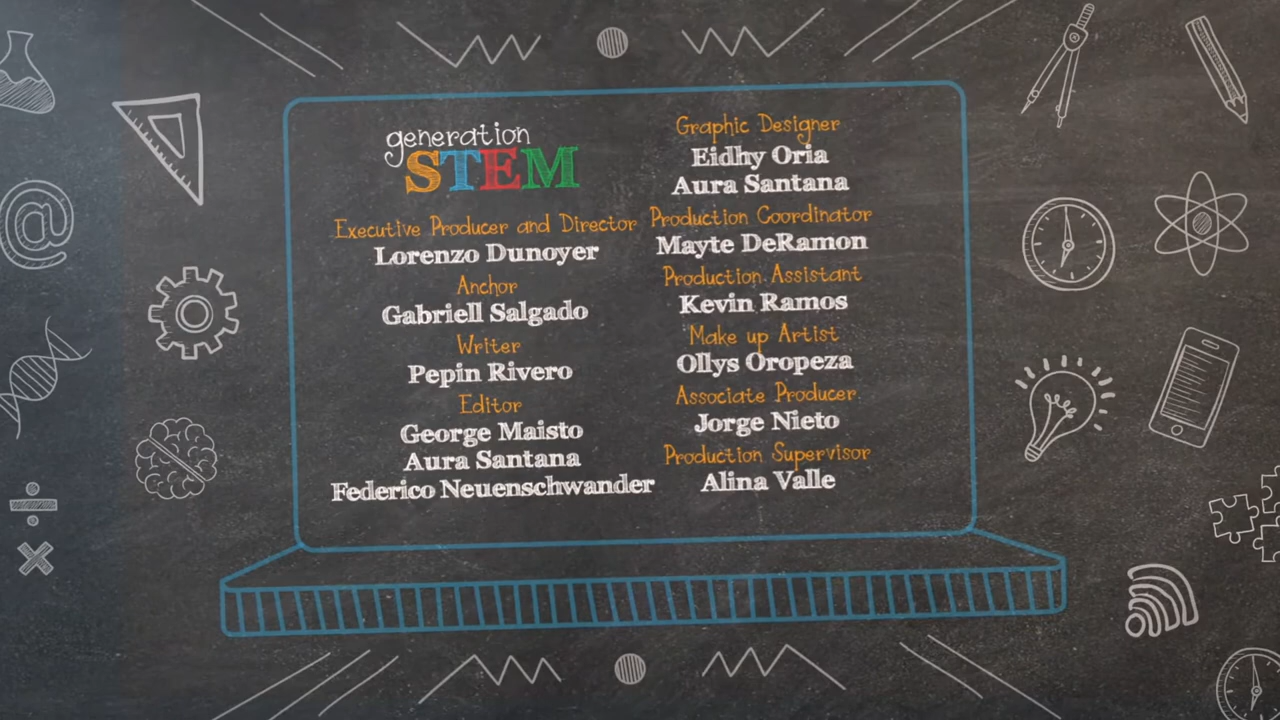 generation
STEM
Executive Producer and Director
Lorenzo Dunoyer
Anchor
Gabriell Salgado
Writer
Pepin Rivero
Editor
George Maisto
Aura Santana
Federico Neuenschwander
Graphic Designer
Eidhy Oria
Aura Santana
Production Coordinator
Mayte DeRamon
Production Assistant
Kevin Ramos
Make up Artist
Ollys Oropeza
Associate Producer
Jorge Nieto
Production Supervisor
Alina Valle